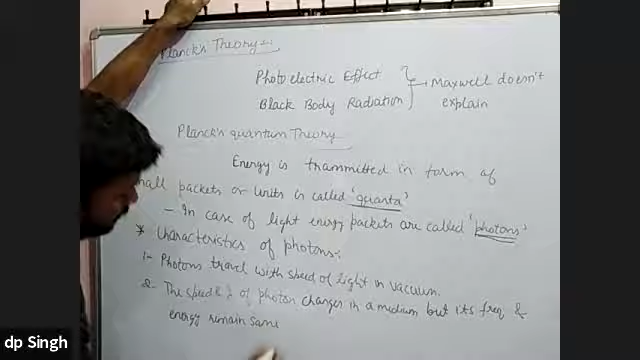 Planck's Theory :-
Photoelectric Effect
Black Body Radiation
→ Maxwell doesn't
explain
Planck's quantum Theory
Energy is transmitted in form of
small packets or units is called 'quanta'
- In case of light energy packets are called 'photons'
* Characteristics of photons :-
1- Photons travel with speed of light in vaccum.
2- The speed & λ of photon changes in a medium but its freq &
energy remain same
dp Singh